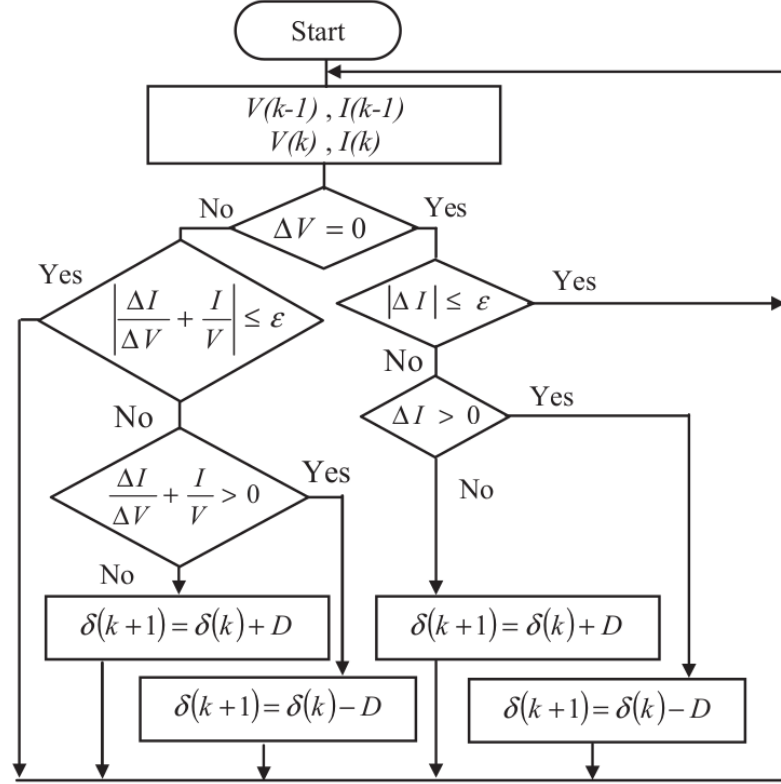 Start
V(k-1) , I(k-1)
V(k) , I(k)
No
Yes
ΔV = 0
Yes
|ΔI/ΔV + I/V| ≤ ε
|ΔI| ≤ ε
Yes
No
No
ΔI > 0
Yes
ΔI/ΔV + I/V > 0
Yes
No
No
δ(k+1)= δ(k)+ D
δ(k+1)= δ(k)+ D
δ(k+1)= δ(k)− D
δ(k+1)= δ(k)− D